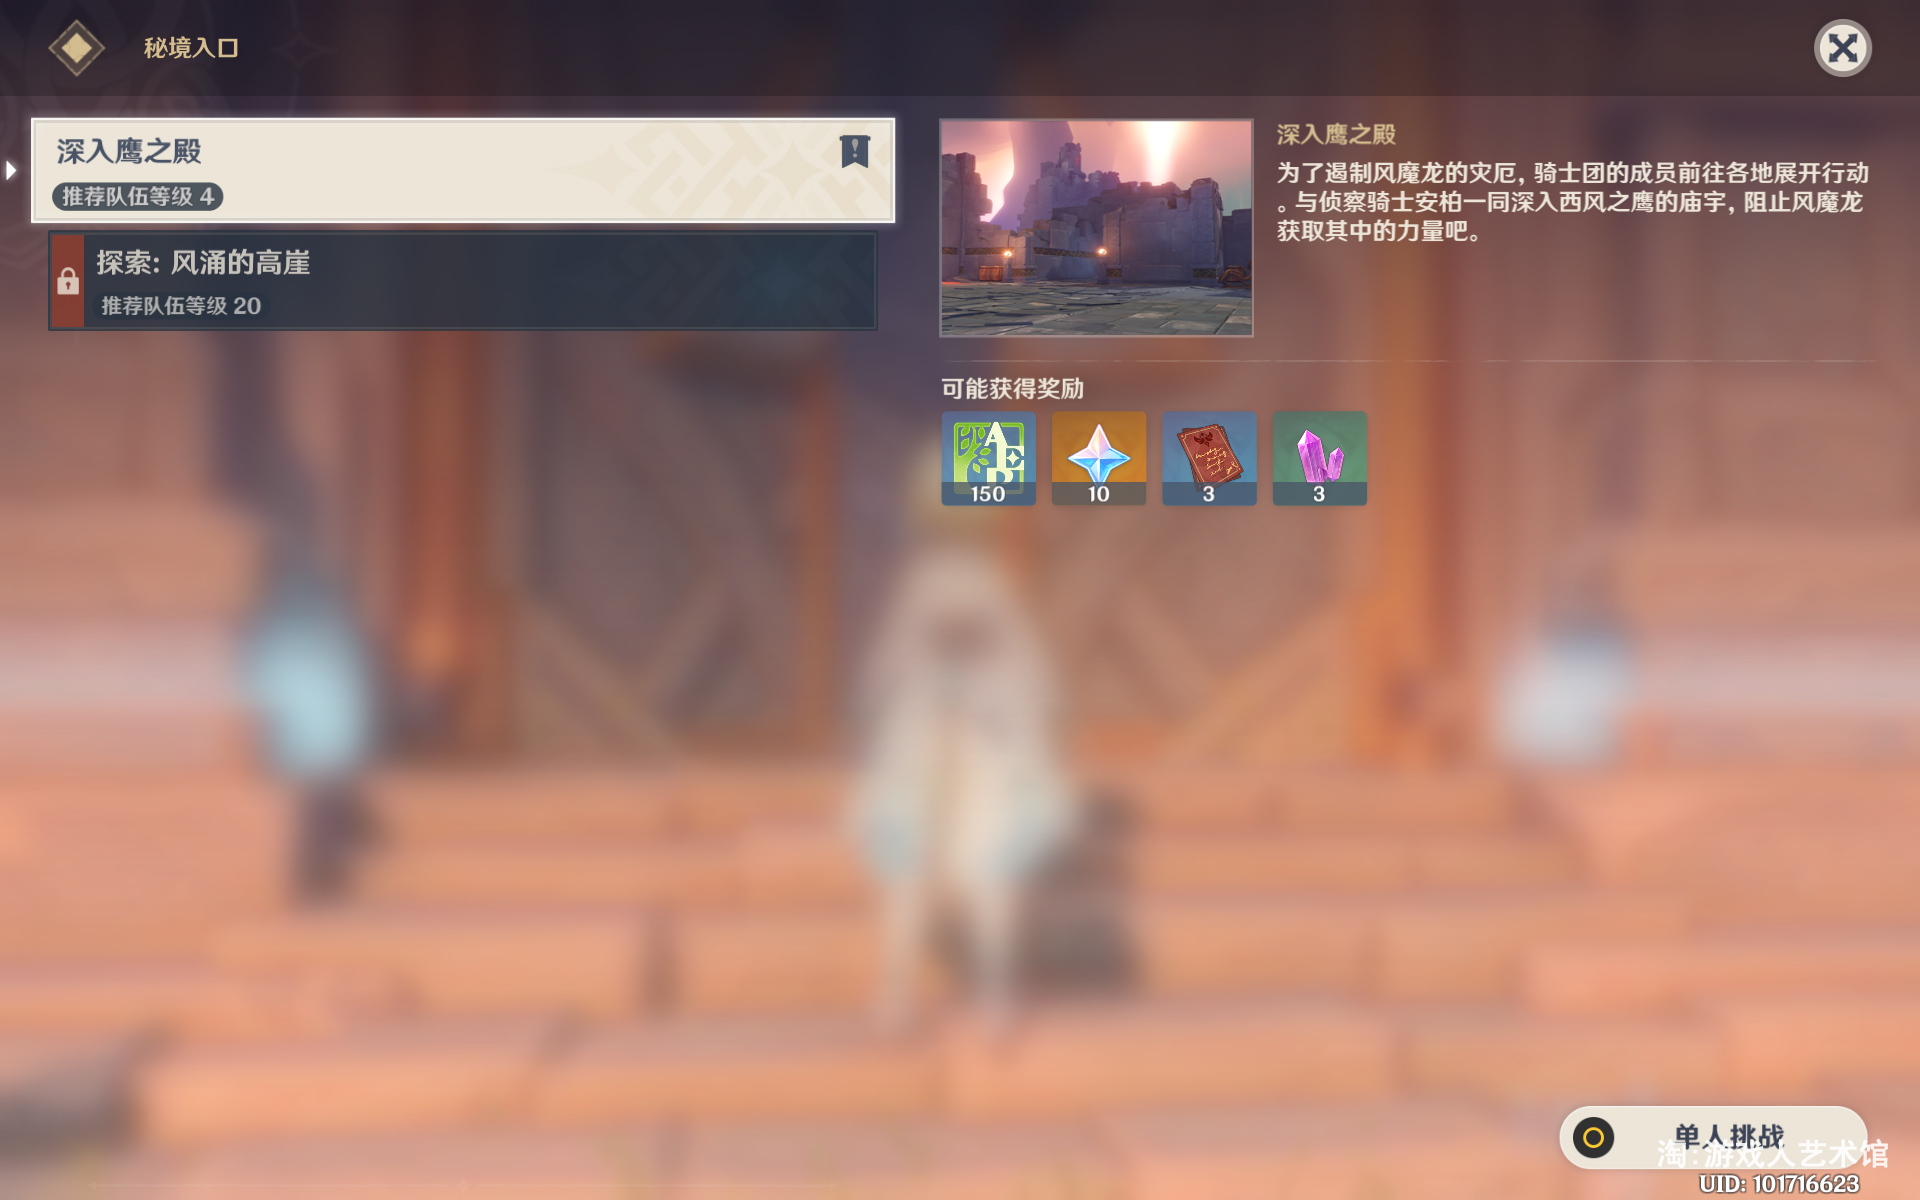 秘境入口
深入鹰之殿
推荐队伍等级 4
探索: 风涌的高崖
推荐队伍等级 20
深入鹰之殿
为了遏制风魔龙的灾厄, 骑士团的成员前往各地展开行动
。与侦察骑士安柏一同深入西风之鹰的庙宇, 阻止风魔龙
获取其中的力量吧。
可能获得奖励
150
10
3
3
单人挑战
淘:游戏人艺术馆
UID: 101716623